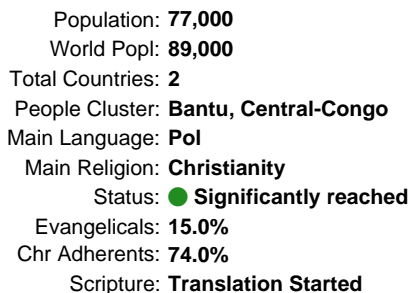 Population: 77,000
World Popl: 89,000
Total Countries: 2
People Cluster: Bantu, Central-Congo
Main Language: Pol
Main Religion: Christianity
Status: Significantly reached
Evangelicals: 15.0%
Chr Adherents: 74.0%
Scripture: Translation Started